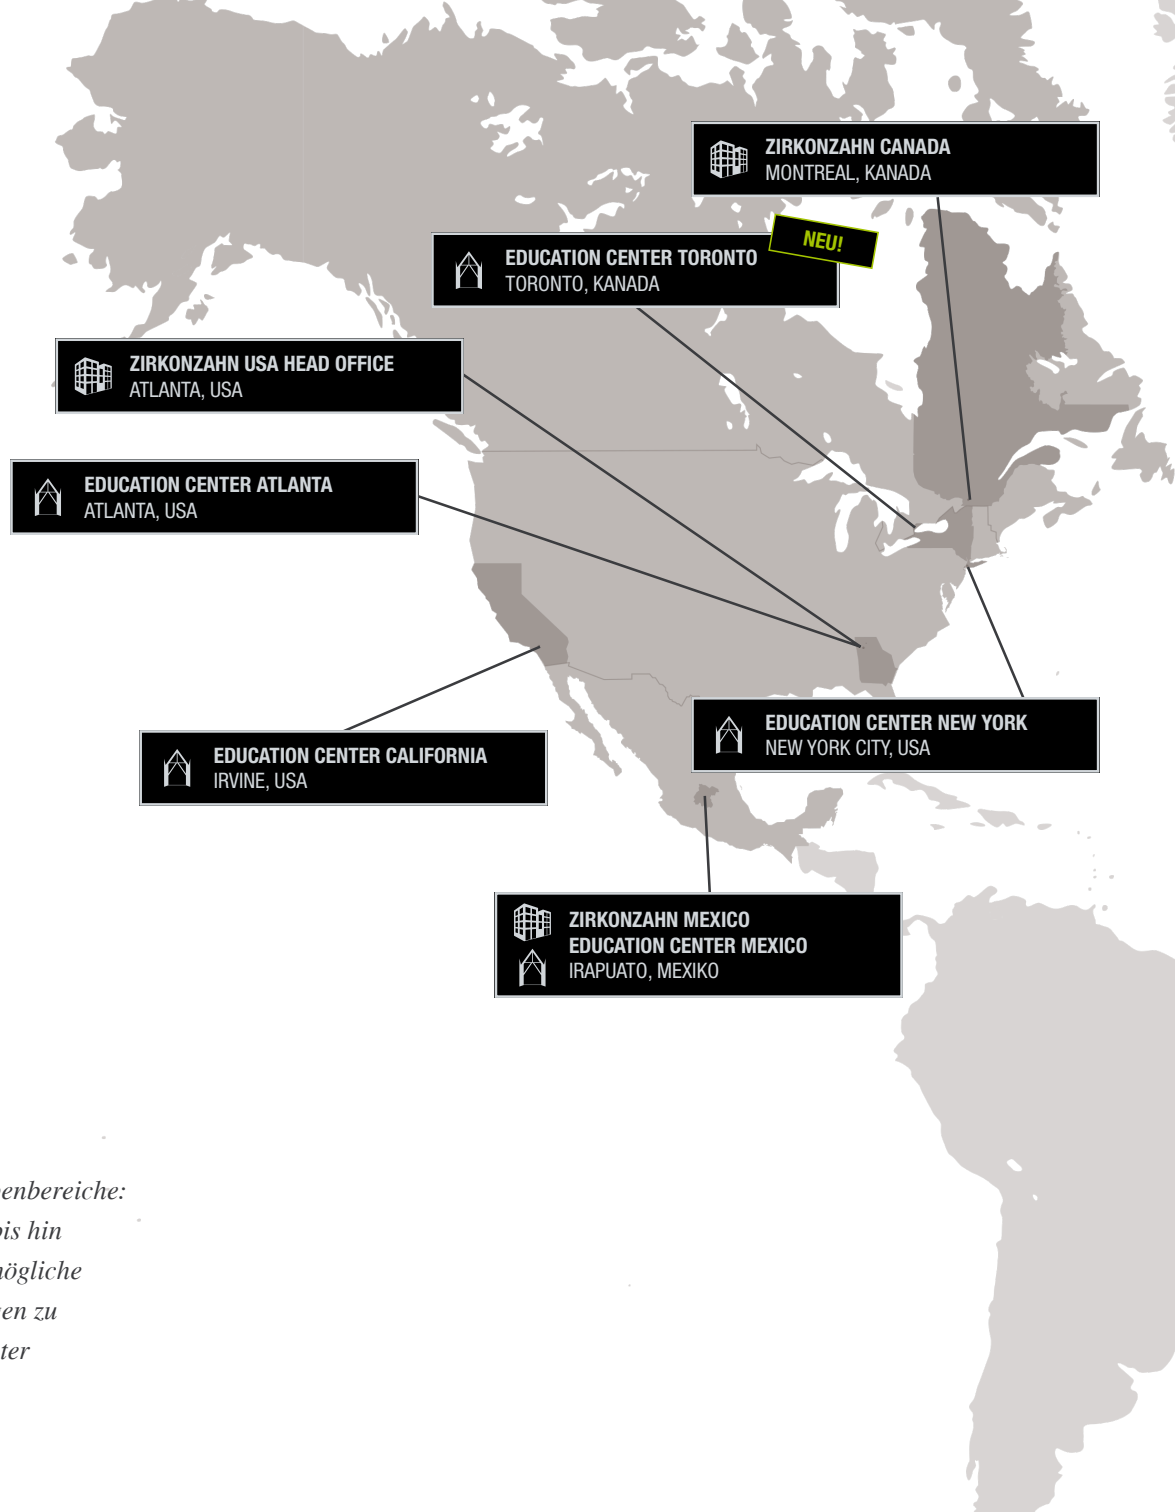 ZIRKONZAHN CANADA
MONTREAL, KANADA
NEU!
EDUCATION CENTER TORONTO
TORONTO, KANADA
ZIRKONZAHN USA HEAD OFFICE
ATLANTA, USA
EDUCATION CENTER ATLANTA
ATLANTA, USA
EDUCATION CENTER NEW YORK
NEW YORK CITY, USA
EDUCATION CENTER CALIFORNIA
IRVINE, USA
ZIRKONZAHN MEXICO
EDUCATION CENTER MEXICO
IRAPUATO, MEXIKO
enbereiche:
bis hin
mögliche
en zu
ter